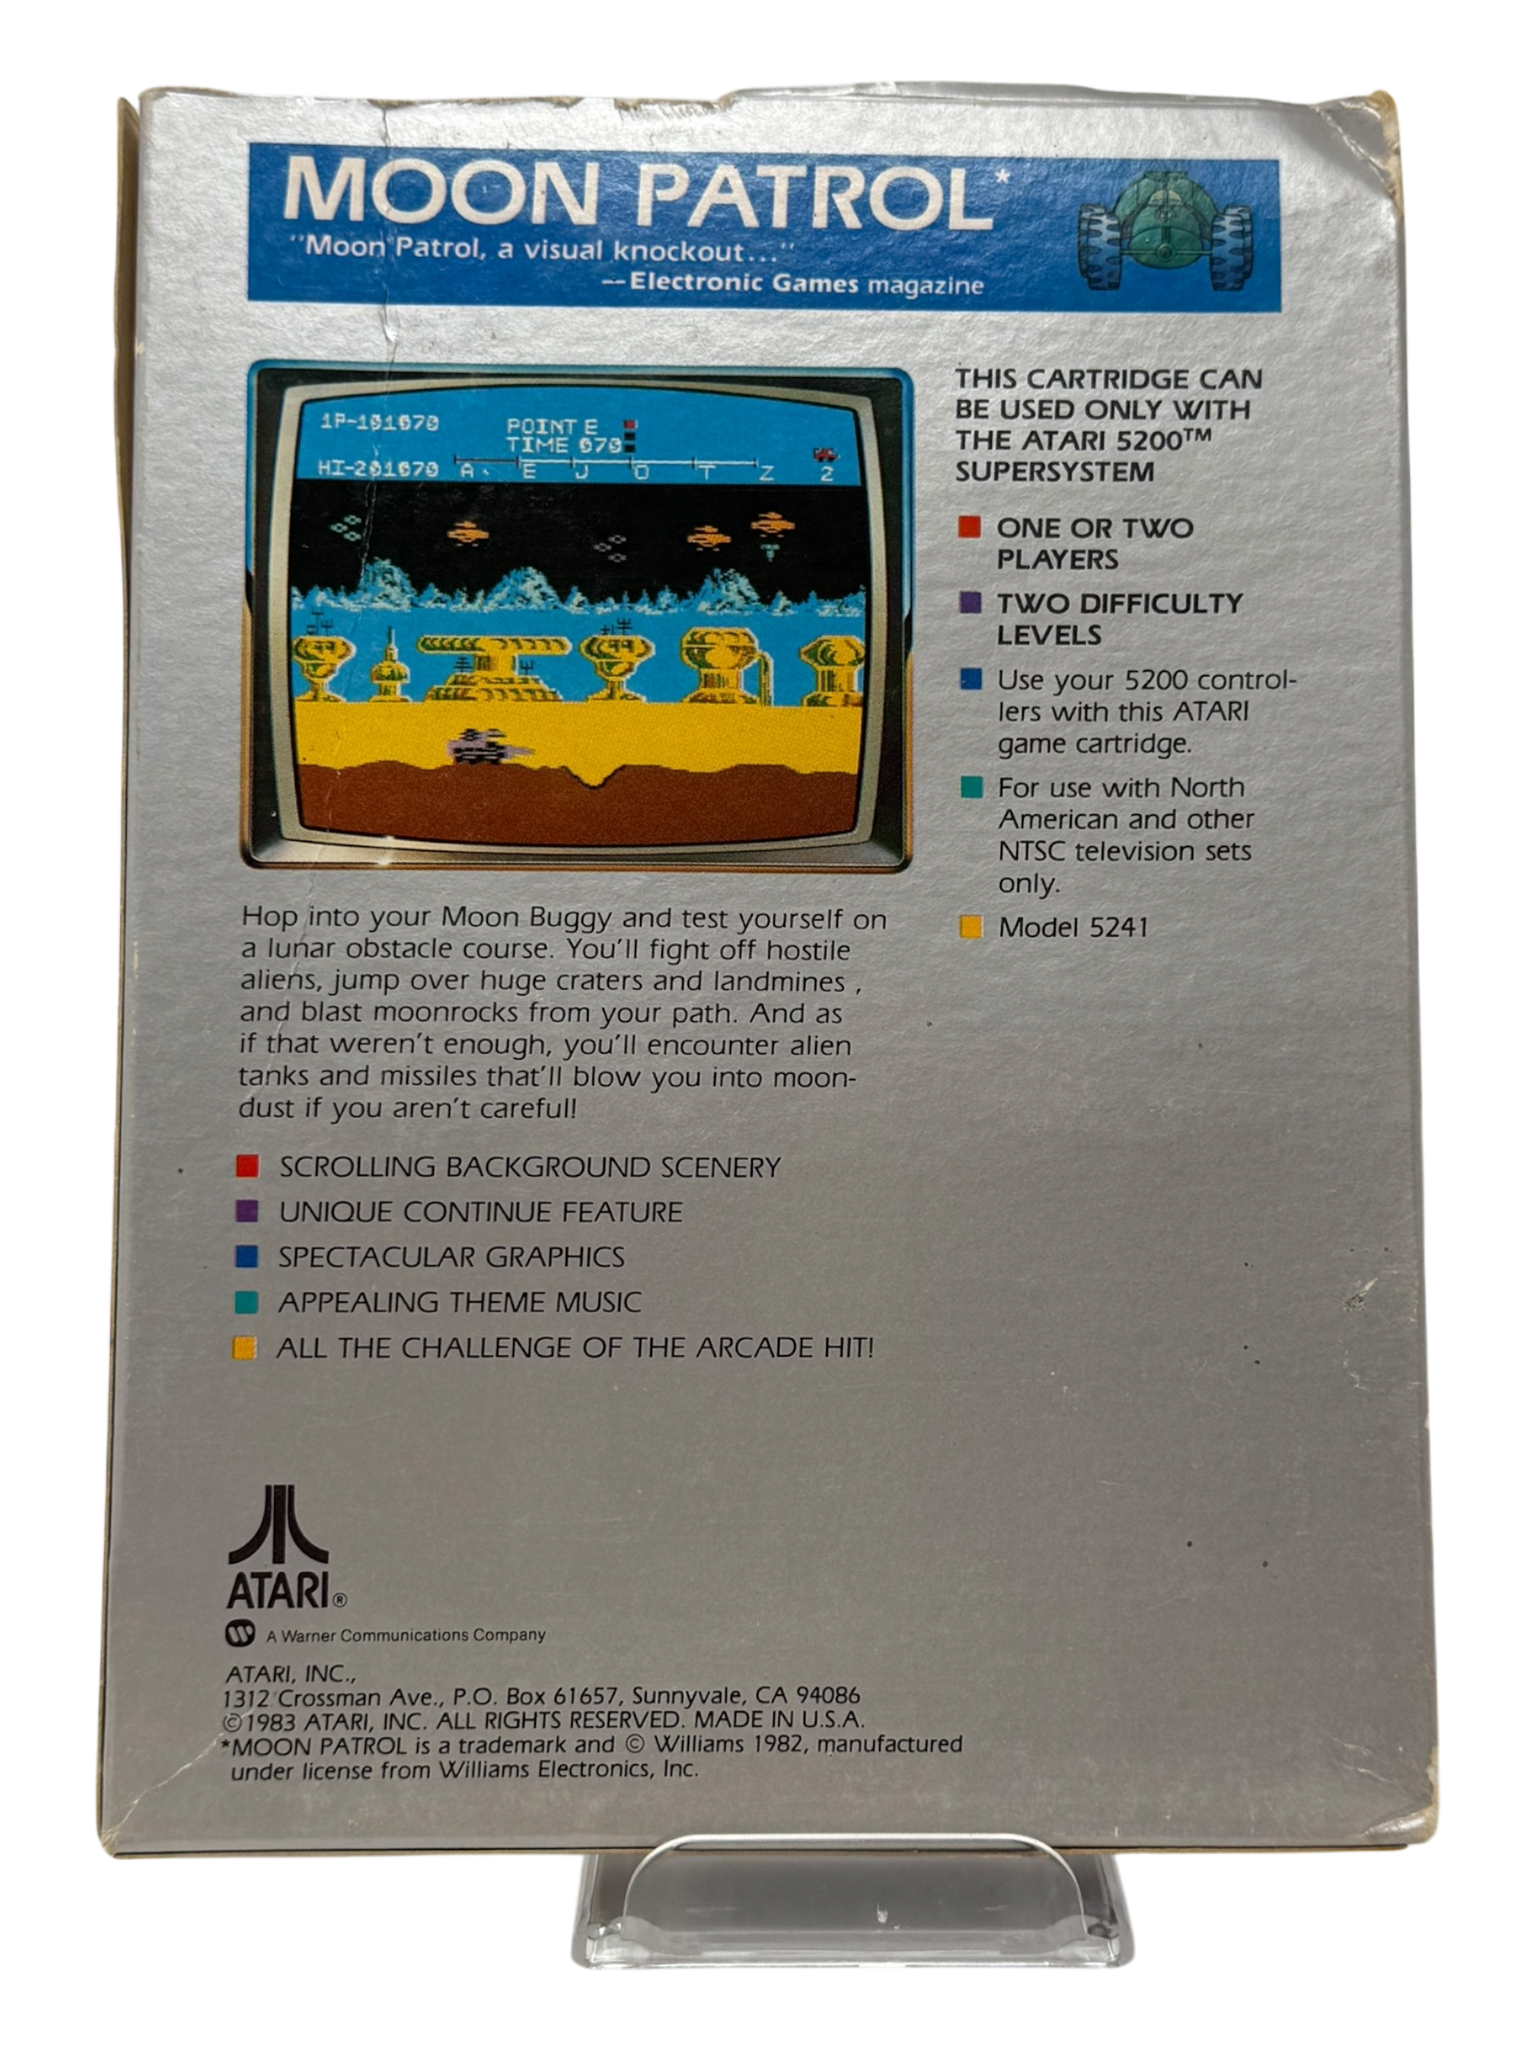 MOON PATROL*
"Moon Patrol, a visual knockout..."
—Electronic Games magazine
1P-101070
POINT E
TIME 070
HI-201070 A E J O T Z 2
THIS CARTRIDGE CAN
BE USED ONLY WITH
THE ATARI 5200™
SUPERSYSTEM
ONE OR TWO
PLAYERS
TWO DIFFICULTY
LEVELS
Use your 5200 control-
lers with this ATARI
game cartridge.
For use with North
American and other
NTSC television sets
only.
Model 5241
Hop into your Moon Buggy and test yourself on
a lunar obstacle course. You'll fight off hostile
aliens, jump over huge craters and landmines ,
and blast moonrocks from your path. And as
if that weren't enough, you'll encounter alien
tanks and missiles that'll blow you into moon-
dust if you aren't careful!
SCROLLING BACKGROUND SCENERY
UNIQUE CONTINUE FEATURE
SPECTACULAR GRAPHICS
APPEALING THEME MUSIC
ALL THE CHALLENGE OF THE ARCADE HIT!
ATARI®
A Warner Communications Company
ATARI, INC.,
1312 Crossman Ave., P.O. Box 61657, Sunnyvale, CA 94086
©1983 ATARI, INC. ALL RIGHTS RESERVED. MADE IN U.S.A.
*MOON PATROL is a trademark and © Williams 1982, manufactured
under license from Williams Electronics, Inc.